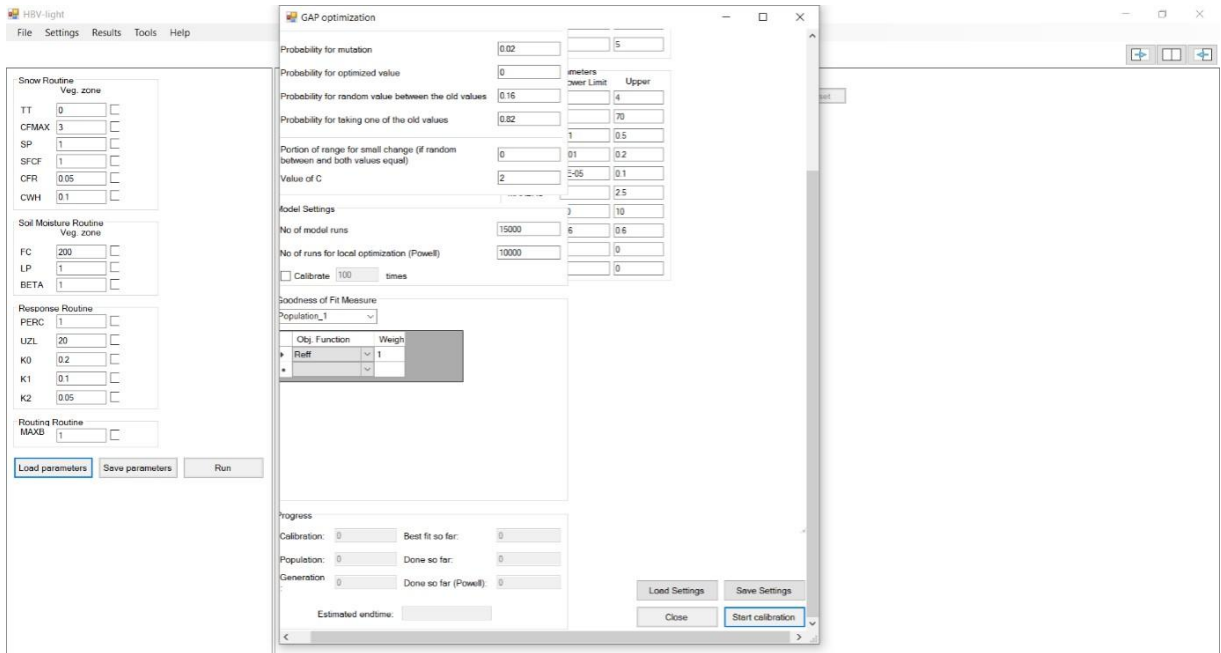 HBV-light
File Settings Results Tools Help
Snow Routine
Veg. zone
TT 0
CFMAX 3
SP 1
SFCF 1
CFR 0.05
CWH 0.1
Soil Moisture Routine
Veg. zone
FC 200
LP 1
BETA 1
Response Routine
PERC 1
UZL 20
K0 0.2
K1 0.1
K2 0.05
Routing Routine
MAXB 1
Load parameters Save parameters Run
GAP optimization
Probability for mutation 0.02
Probability for optimized value 0
Probability for random value between the old values 0.16
Probability for taking one of the old values 0.82
Portion of range for small change (if random
between and both values equal) 0
Value of C 2
Model Settings
No of model runs 15000
No of runs for local optimization (Powell) 10000
Calibrate 100 times
Goodness of Fit Measure
Population_1
Obj. Function Weigh
Reff 1
Progress
Calibration: 0 Best fit so far: 0
Population: 0 Done so far: 0
Generation
: 0 Done so far (Powell): 0
Estimated endtime:
5
meters
ower Limit Upper
4
70
1 0.5
01 0.2
E-05 0.1
2.5
0 10
6 0.6
0
0
Load Settings Save Settings
Close Start calibration
set